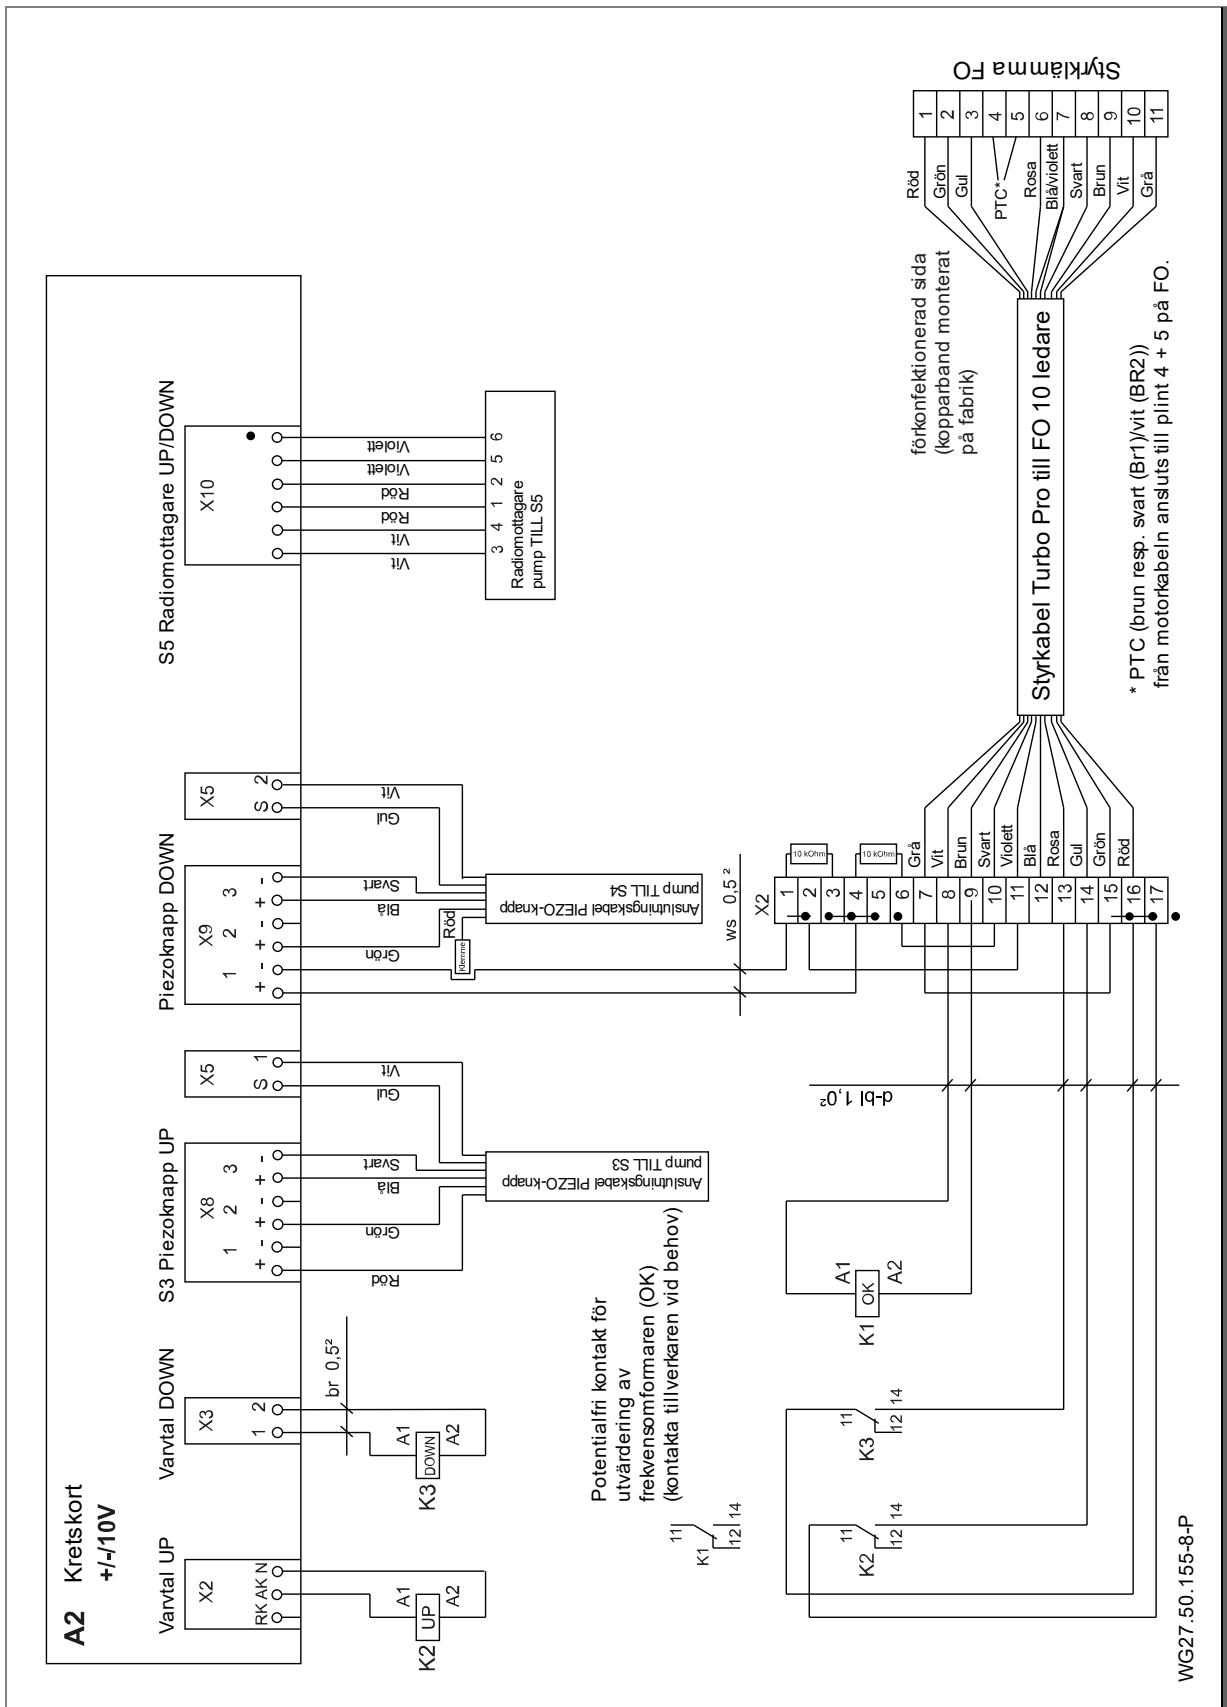 A2 Kretskort
+/-/10V
Varvtal UP
X2
RK AK N
K2
UP
A1
A2
Varvtal DOWN
X3
1 2
br 0,5²
K3
DOWN
A1
A2
S3 Piezoknapp UP
X8
1 2 3
+ - + - + -
Röd
Grön
Blå
Svart
X5
S 1
Gul
Vit
Anslutningskabel PIEZO-knapp
pump TILL S3
Piezoknapp DOWN
X9
1 2 3
+ - + - + -
Grön
Blå
Svart
Klemme
Röd
X5
S 2
Gul
Vit
Anslutningskabel PIEZO-knapp
pump TILL S4
S5 Radiomottagare UP/DOWN
X10
Vit
Vit
Röd
Röd
Violett
Violett
3 4 1 2 5 6
Radiomottagare
pump TILL S5
Potentialfri kontakt för
utvärdering av
frekvensomformaren (OK)
(kontakta tillverkaren vid behov)
K1
11
12
14
ws 0,5²
X2
1
2
3
4
5
6
7
8
9
10
11
12
13
14
15
16
17
10 kOhm
10 kOhm
Grå
Vit
Brun
Svart
Violett
Blå
Rosa
Gul
Grön
Röd
d-bl 1,0²
K1
OK
A1
A2
K3
11
12
14
K2
11
12
14
Styrkabel Turbo Pro till FO 10 ledare
förkonfektionerad sida
(kopparband monterat
på fabrik)
Röd
Grön
Gul
PTC*
Rosa
Blå/violett
Svart
Brun
Vit
Grå
1
2
3
4
5
6
7
8
9
10
11
Styrklämma FO
* PTC (brun resp. svart (Br1)/vit (BR2))
från motorkabeln ansluts till plint 4 + 5 på FO.
WG27.50.155-8-P